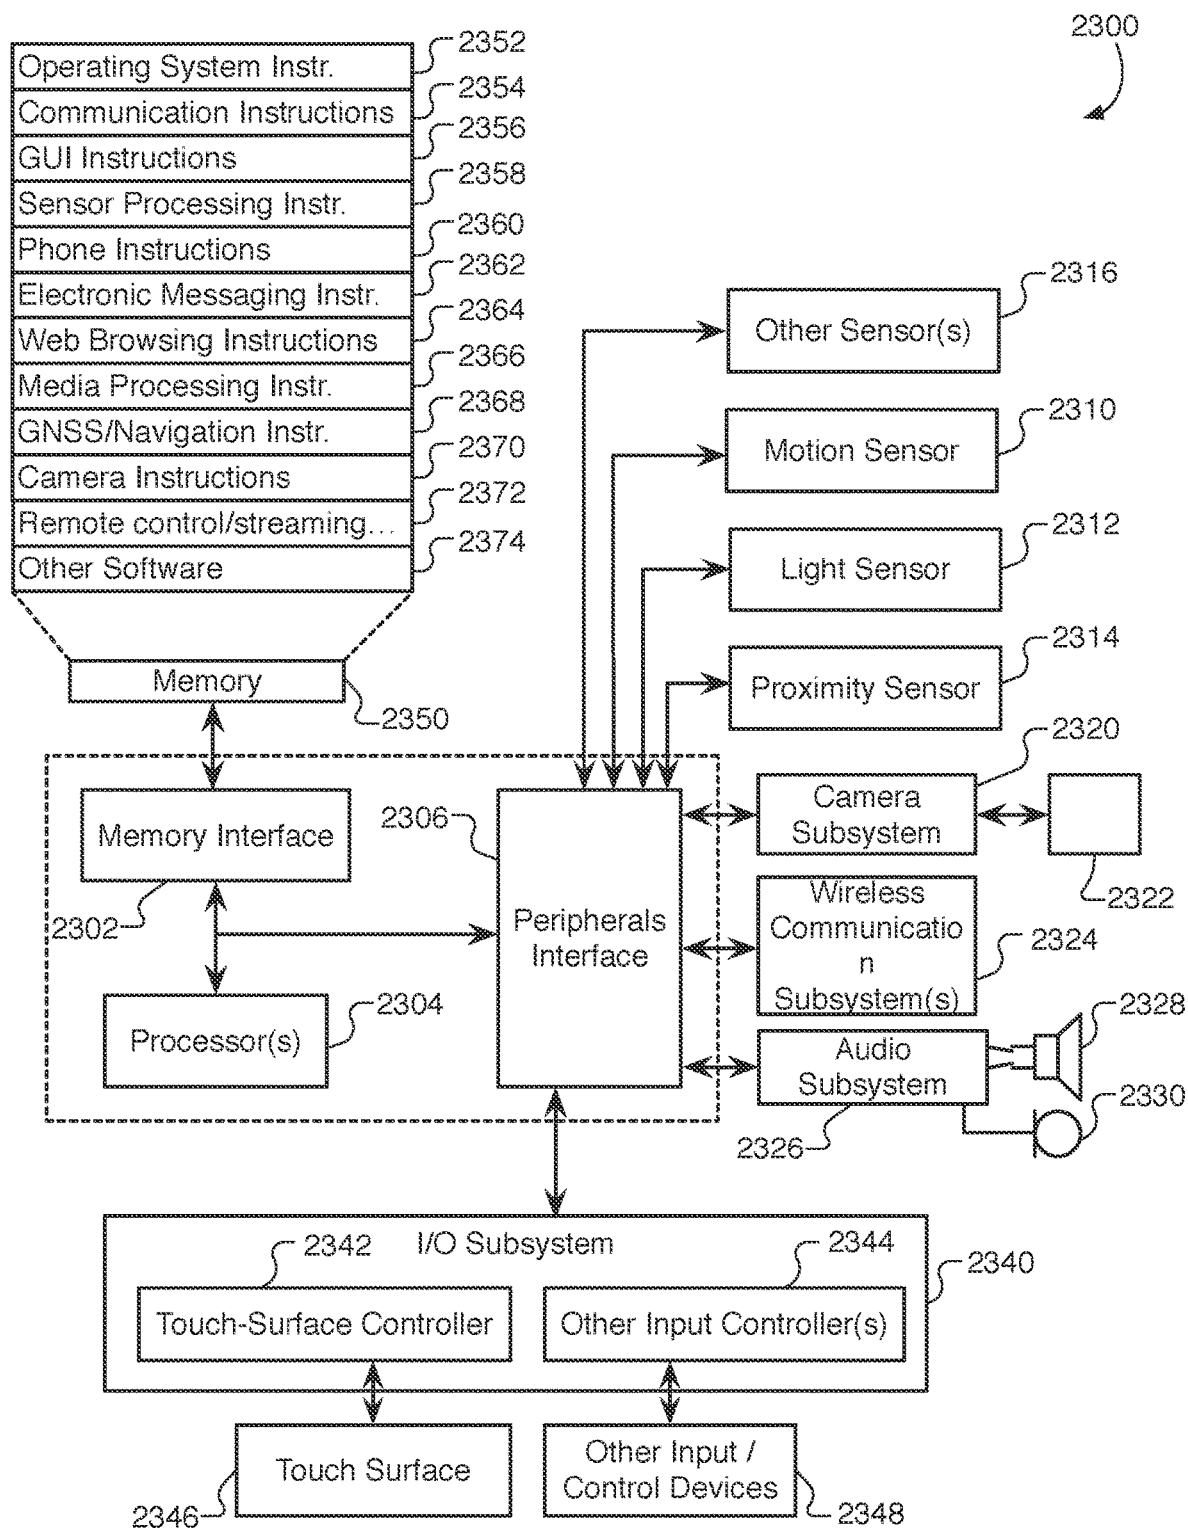 2300
2352
Operating System Instr.
2354
Communication Instructions
2356
GUI Instructions
2358
Sensor Processing Instr.
2360
Phone Instructions
2362
Electronic Messaging Instr.
2364
Web Browsing Instructions
2366
Media Processing Instr.
2368
GNSS/Navigation Instr.
2370
Camera Instructions
2372
Remote control/streaming...
2374
Other Software
Memory
2350
2316
Other Sensor(s)
2310
Motion Sensor
2312
Light Sensor
2314
Proximity Sensor
2320
Camera
Subsystem
2322
Memory Interface
2302
2306
Peripherals
Interface
2304
Processor(s)
Wireless
Communicatio
n
Subsystem(s)
2324
Audio
Subsystem
2326
2328
2330
I/O Subsystem
2340
2342
Touch-Surface Controller
2344
Other Input Controller(s)
Touch Surface
2346
Other Input /
Control Devices
2348